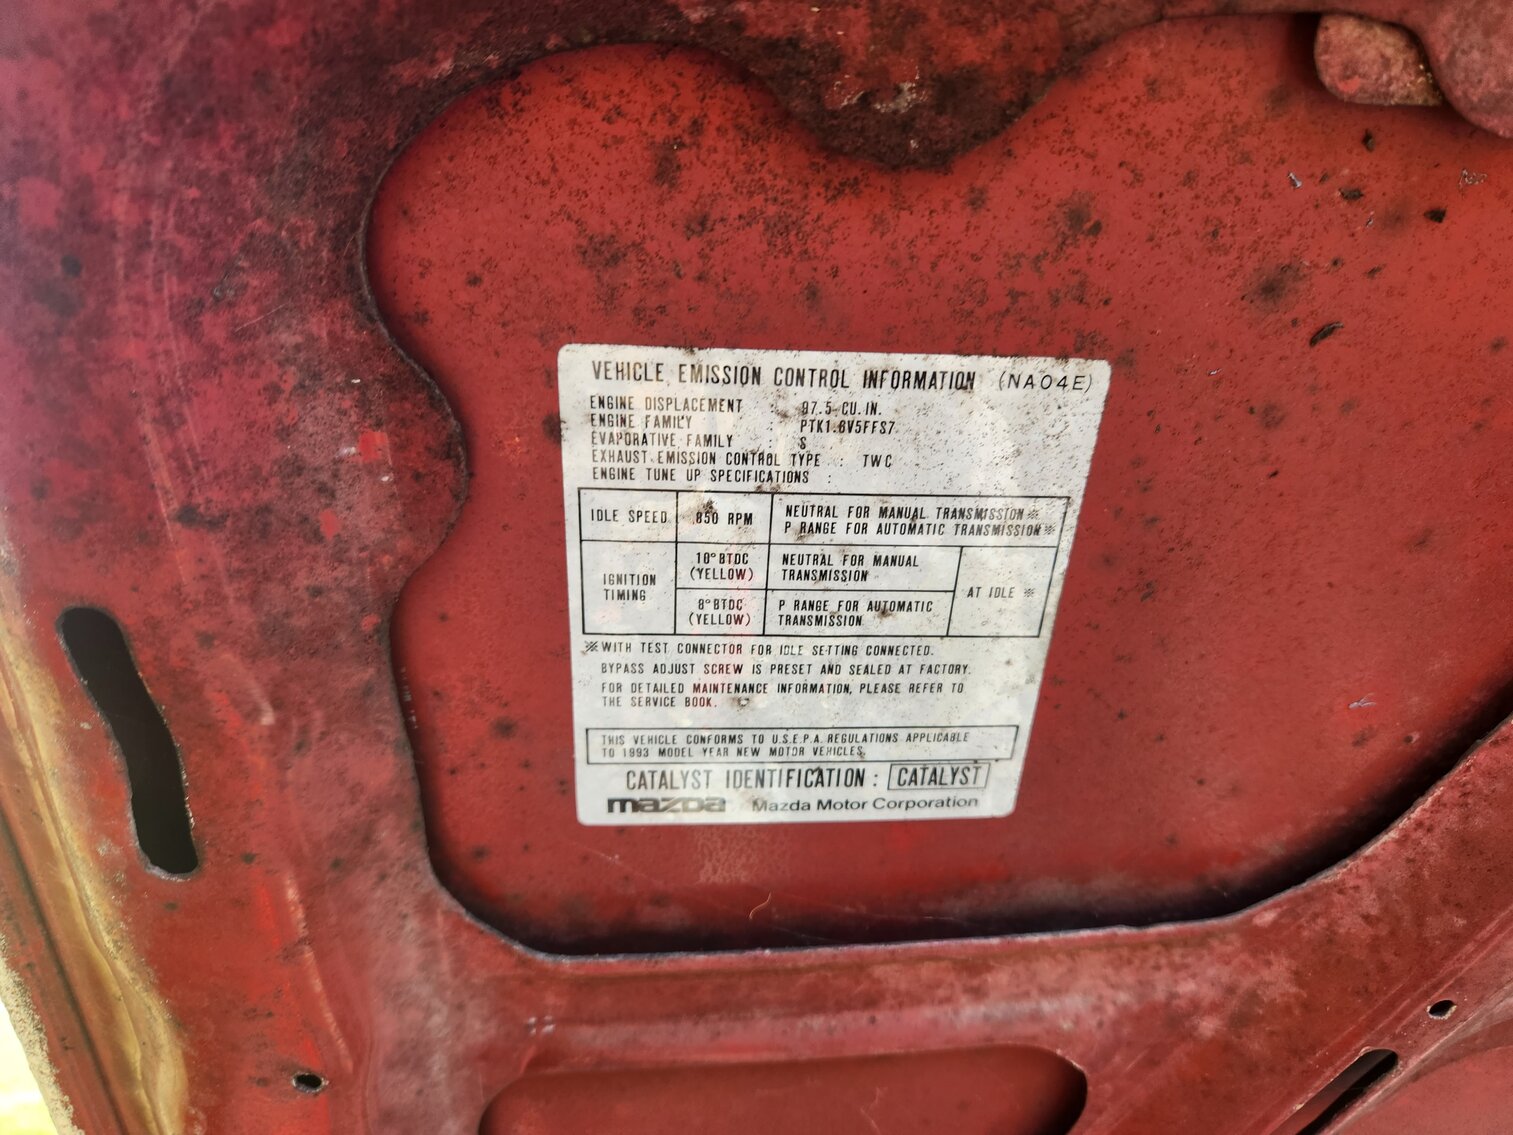 VEHICLE EMISSION CONTROL INFORMATION (NA04E)
ENGINE DISPLACEMENT : 97.5 CU. IN.
ENGINE FAMILY : PTK1.6V5FFS7
EVAPORATIVE FAMILY : S
EXHAUST EMISSION CONTROL TYPE : TWC
ENGINE TUNE UP SPECIFICATIONS :
IDLE SPEED 850 RPM NEUTRAL FOR MANUAL TRANSMISSION※
P RANGE FOR AUTOMATIC TRANSMISSION※
IGNITION TIMING
10°BTDC (YELLOW) NEUTRAL FOR MANUAL TRANSMISSION
8°BTDC (YELLOW) P RANGE FOR AUTOMATIC TRANSMISSION
AT IDLE ※
※WITH TEST CONNECTOR FOR IDLE SETTING CONNECTED.
BYPASS ADJUST SCREW IS PRESET AND SEALED AT FACTORY.
FOR DETAILED MAINTENANCE INFORMATION, PLEASE REFER TO
THE SERVICE BOOK.
THIS VEHICLE CONFORMS TO U.S.E.P.A. REGULATIONS APPLICABLE
TO 1993 MODEL YEAR NEW MOTOR VEHICLES.
CATALYST IDENTIFICATION : CATALYST
mazda Mazda Motor Corporation